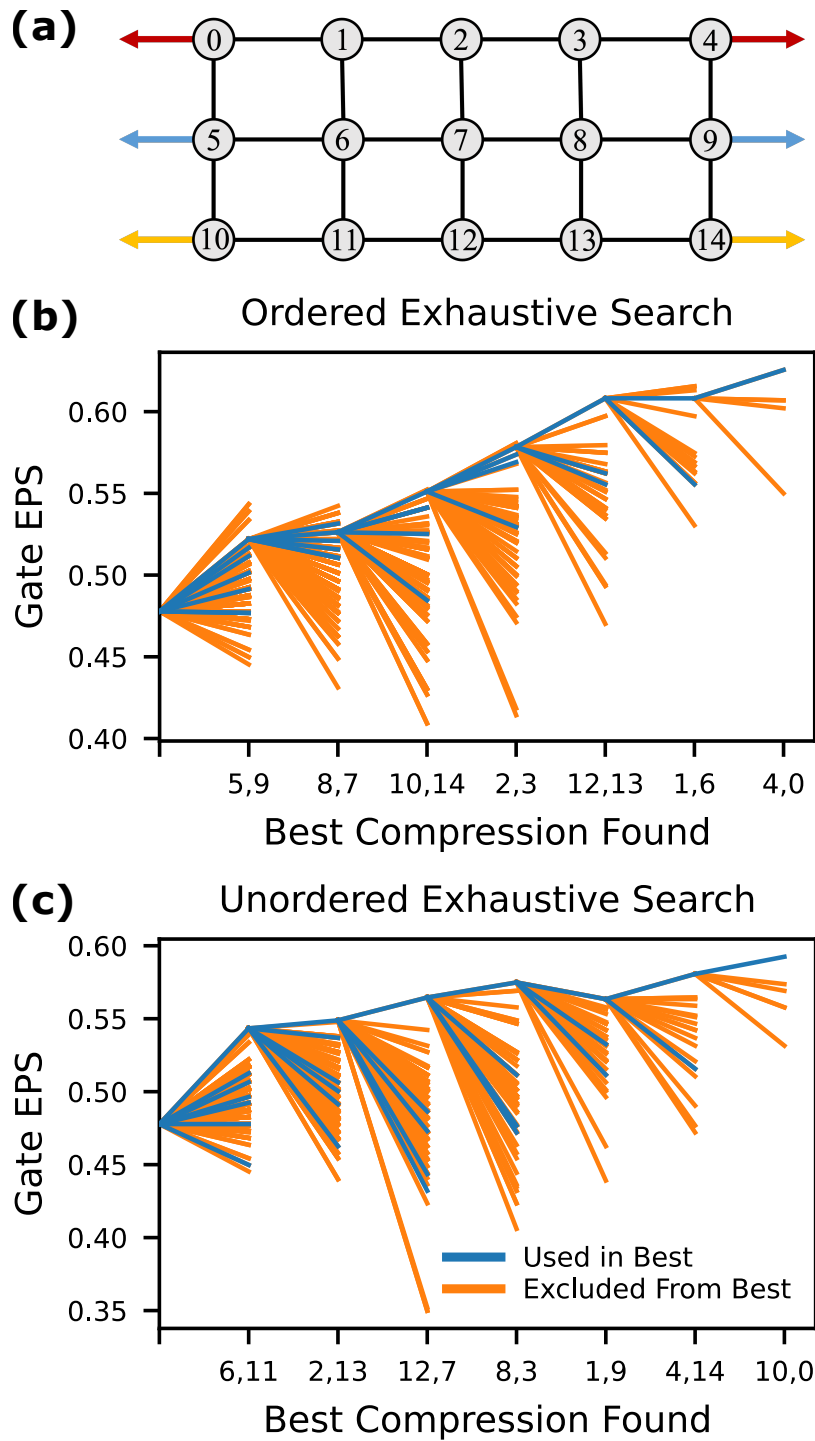 (a)
0 1 2 3 4
5 6 7 8 9
10 11 12 13 14
(b)
Ordered Exhaustive Search
Gate EPS
0.60
0.55
0.50
0.45
0.40
5,9 8,7 10,14 2,3 12,13 1,6 4,0
Best Compression Found
(c)
Unordered Exhaustive Search
Gate EPS
0.60
0.55
0.50
0.45
0.40
0.35
Used in Best
Excluded From Best
6,11 2,13 12,7 8,3 1,9 4,14 10,0
Best Compression Found